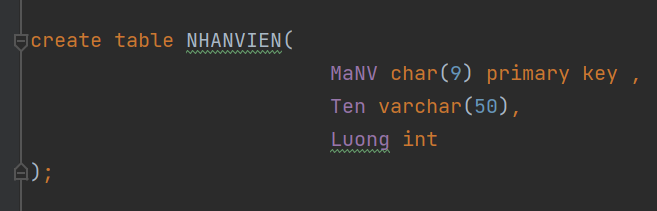 create table NHANVIEN(
MaNV char(9) primary key ,
Ten varchar(50),
Luong int
);